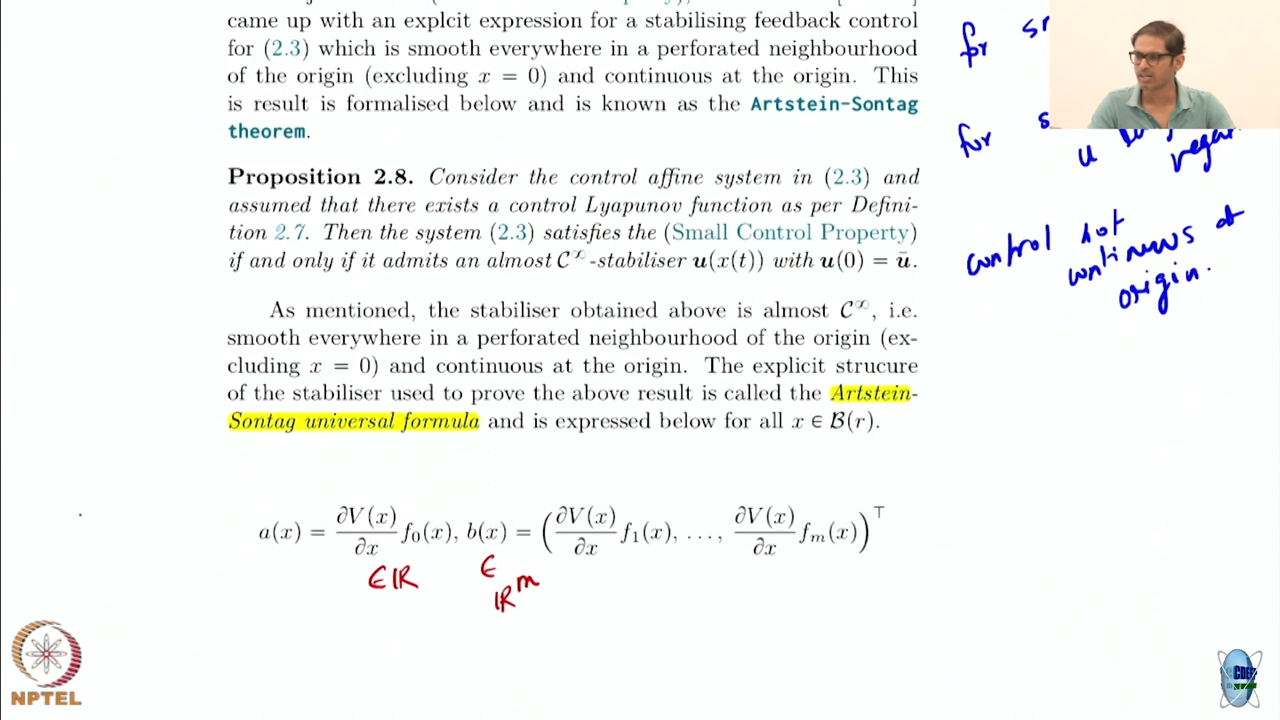 came up with an explcit expression for a stabilising feedback control
for (2.3) which is smooth everywhere in a perforated neighbourhood
of the origin (excluding x = 0) and continuous at the origin. This
is result is formalised below and is known as the Artstein-Sontag
theorem.
Proposition 2.8. Consider the control affine system in (2.3) and
assumed that there exists a control Lyapunov function as per Defini-
tion 2.7. Then the system (2.3) satisfies the (Small Control Property)
if and only if it admits an almost C^∞-stabiliser u(x(t)) with u(0) = ū.
As mentioned, the stabiliser obtained above is almost C^∞, i.e.
smooth everywhere in a perforated neighbourhood of the origin (ex-
cluding x = 0) and continuous at the origin. The explicit strucure
of the stabiliser used to prove the above result is called the Artstein-
Sontag universal formula and is expressed below for all x ∈ B(r).
a(x) = ∂V(x)/∂x f₀(x), b(x) = (∂V(x)/∂x f₁(x), ..., ∂V(x)/∂x fₘ(x))^⊤
∈ ℝ ∈
ℝ^m
for
for
u
control not
continuous at
origin.
NPTEL